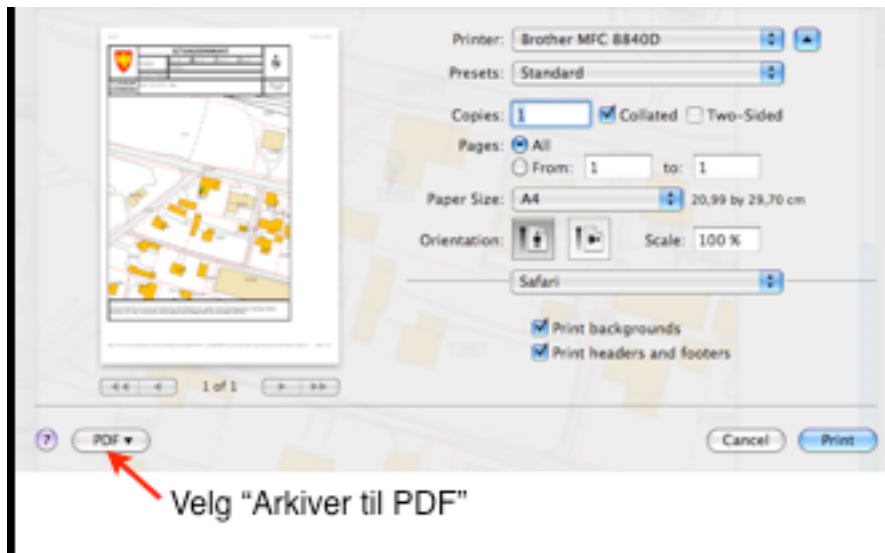 Printer: Brother MFC 8840D
Presets: Standard
Copies: 1 Collated Two-Sided
Pages: All
From: 1 to: 1
Paper Size: A4 20,99 by 29,70 cm
Orientation: Scale: 100 %
Safari
Print backgrounds
Print headers and footers
1 of 1
? PDF Cancel Print
Velg “Arkiver til PDF”